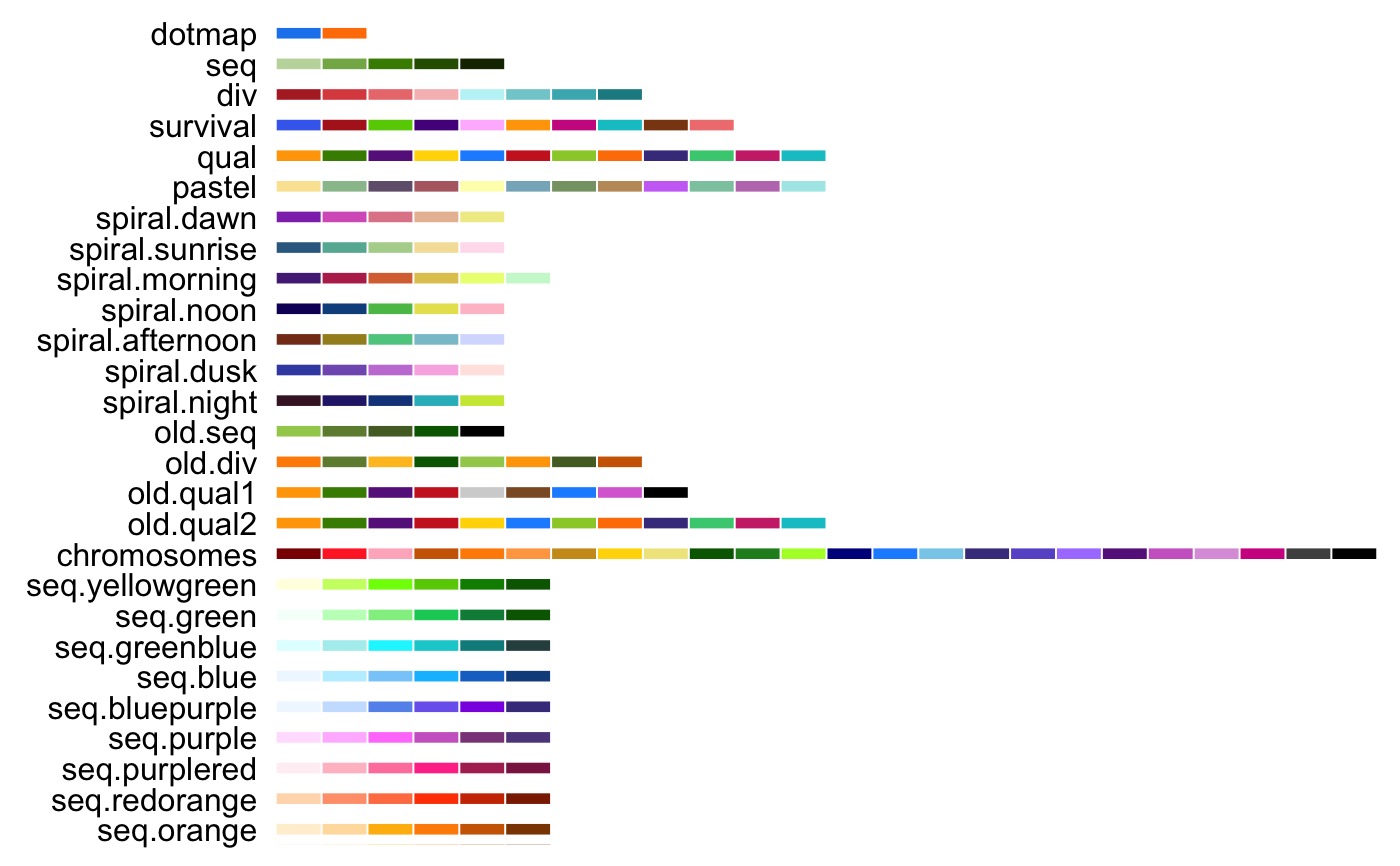 dotmap
seq
div
survival
qual
pastel
spiral.dawn
spiral.sunrise
spiral.morning
spiral.noon
spiral.afternoon
spiral.dusk
spiral.night
old.seq
old.div
old.qual1
old.qual2
chromosomes
seq.yellowgreen
seq.green
seq.greenblue
seq.blue
seq.bluepurple
seq.purple
seq.purplered
seq.redorange
seq.orange